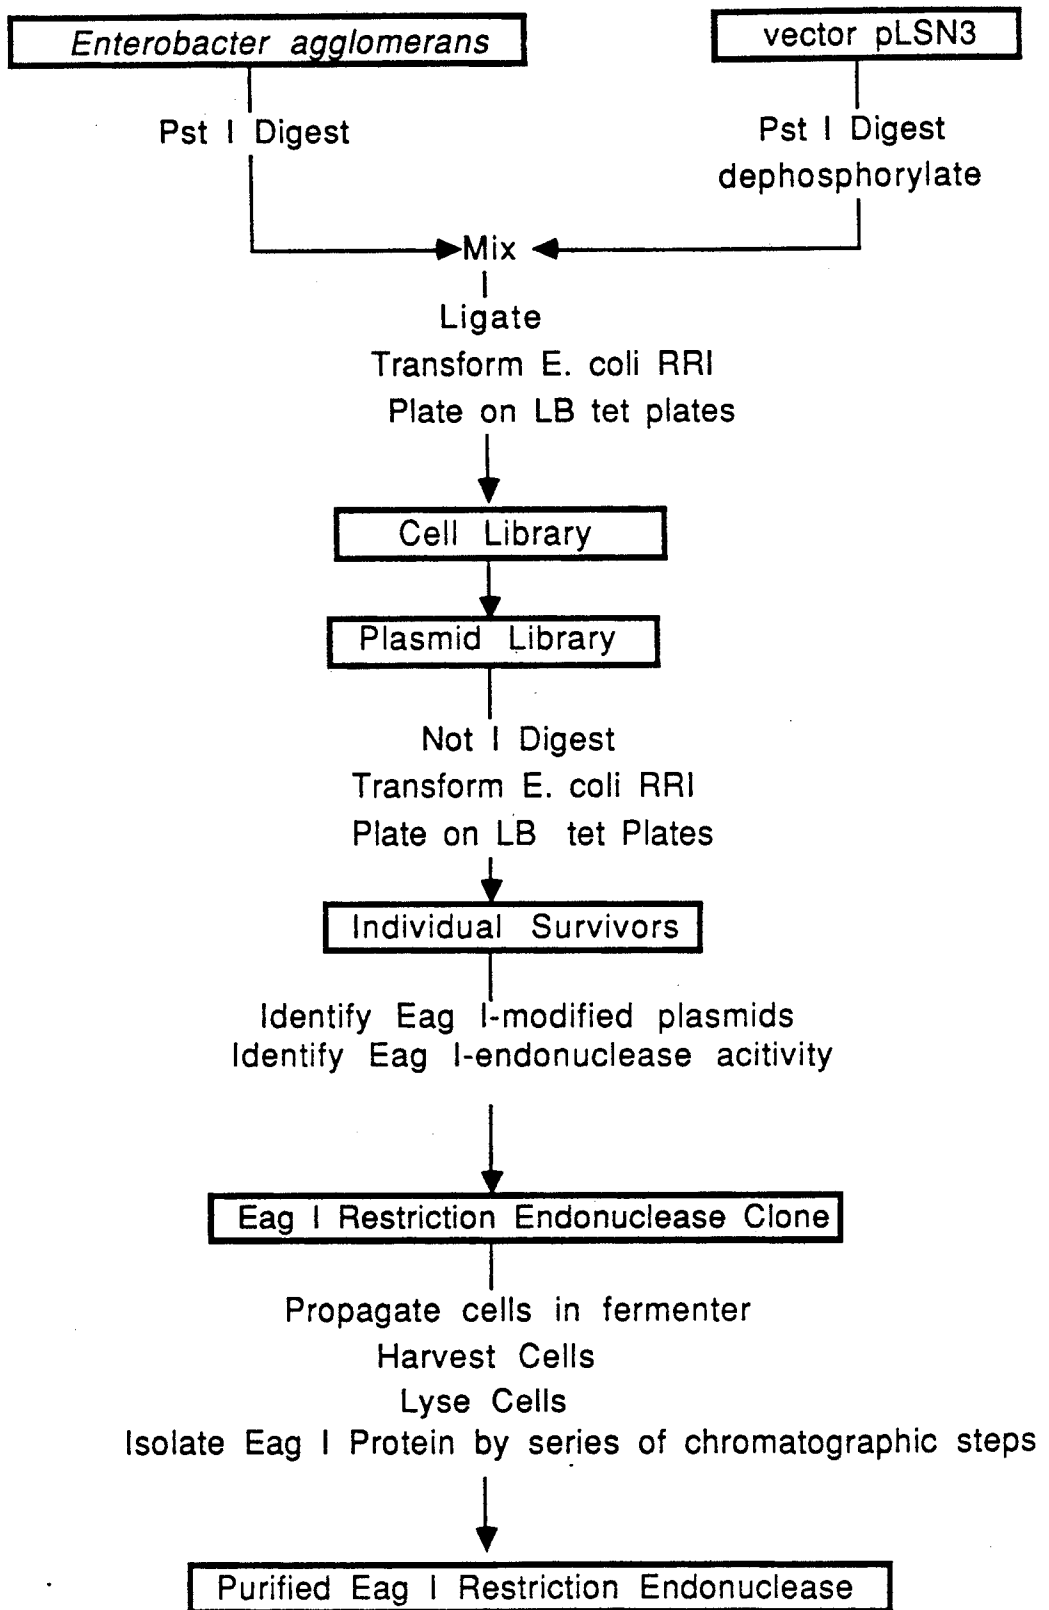 Enterobacter agglomerans
vector pLSN3
Pst I Digest
Pst I Digest
dephosphorylate
Mix
Ligate
Transform E. coli RRI
Plate on LB tet plates
Cell Library
Plasmid Library
Not I Digest
Transform E. coli RRI
Plate on LB tet Plates
Individual Survivors
Identify Eag I-modified plasmids
Identify Eag I-endonuclease acitivity
Eag I Restriction Endonuclease Clone
Propagate cells in fermenter
Harvest Cells
Lyse Cells
Isolate Eag I Protein by series of chromatographic steps
Purified Eag I Restriction Endonuclease